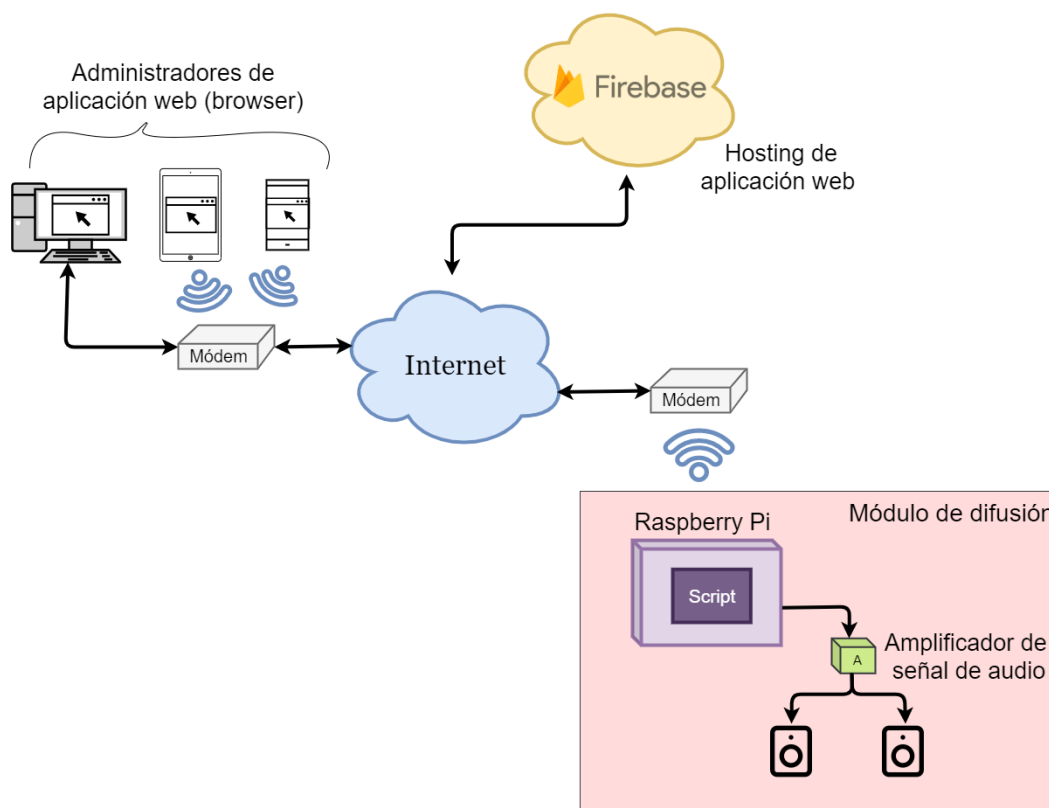 Administradores de
aplicación web (browser)
Firebase
Hosting de
aplicación web
Módem
Internet
Módem
Módulo de difusión
Raspberry Pi
Script
Amplificador de
señal de audio
A